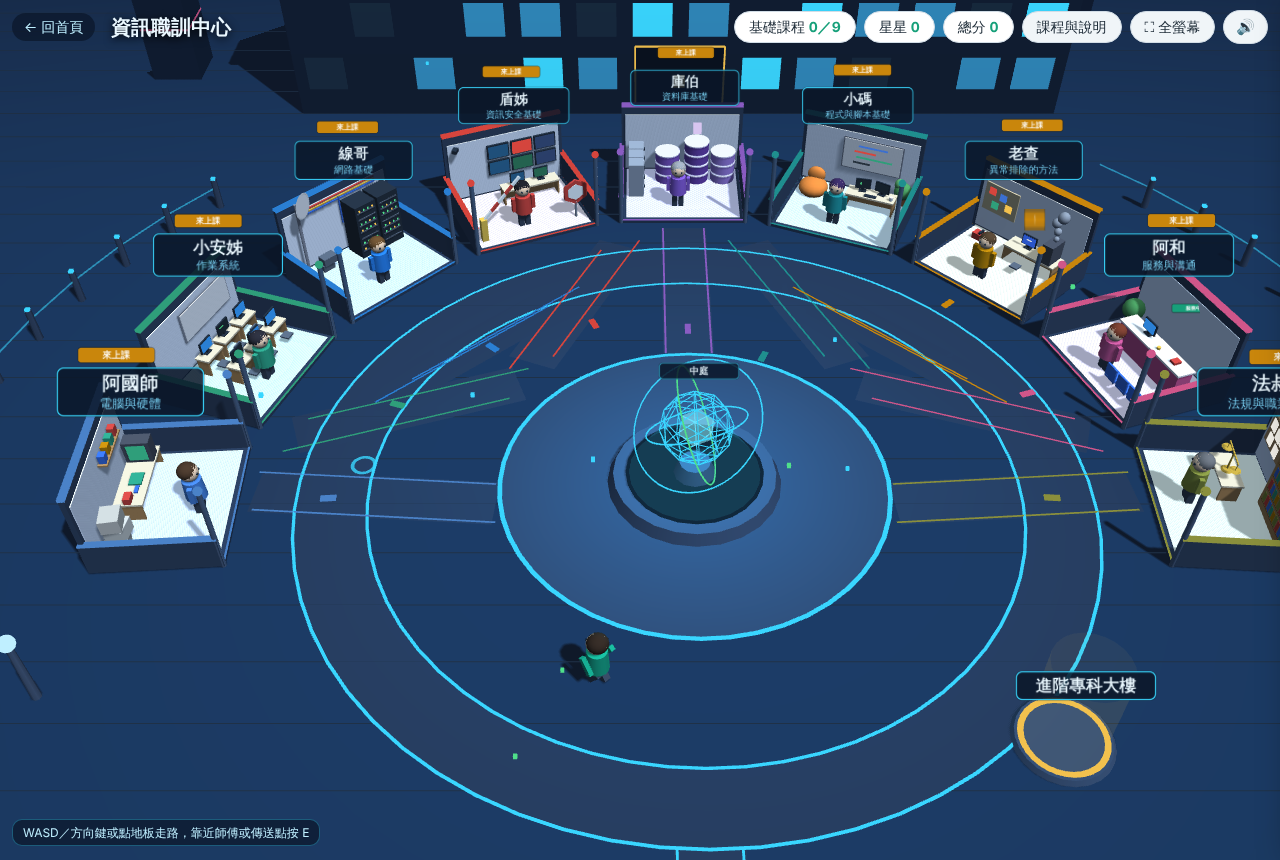 ← 回首頁
資訊職訓中心
基礎課程 0／9
星星 0
總分 0
課程與說明
全螢幕
來上課
庫伯
資料庫基礎
來上課
盾姊
資訊安全基礎
來上課
小碼
程式與腳本基礎
來上課
線哥
網路基礎
來上課
老查
異常排除的方法
來上課
小安姊
作業系統
來上課
阿和
服務與溝通
來上課
阿國師
電腦與硬體
中庭
進階專科大樓
WASD／方向鍵或點地板走路，靠近師傅或傳送點按 E